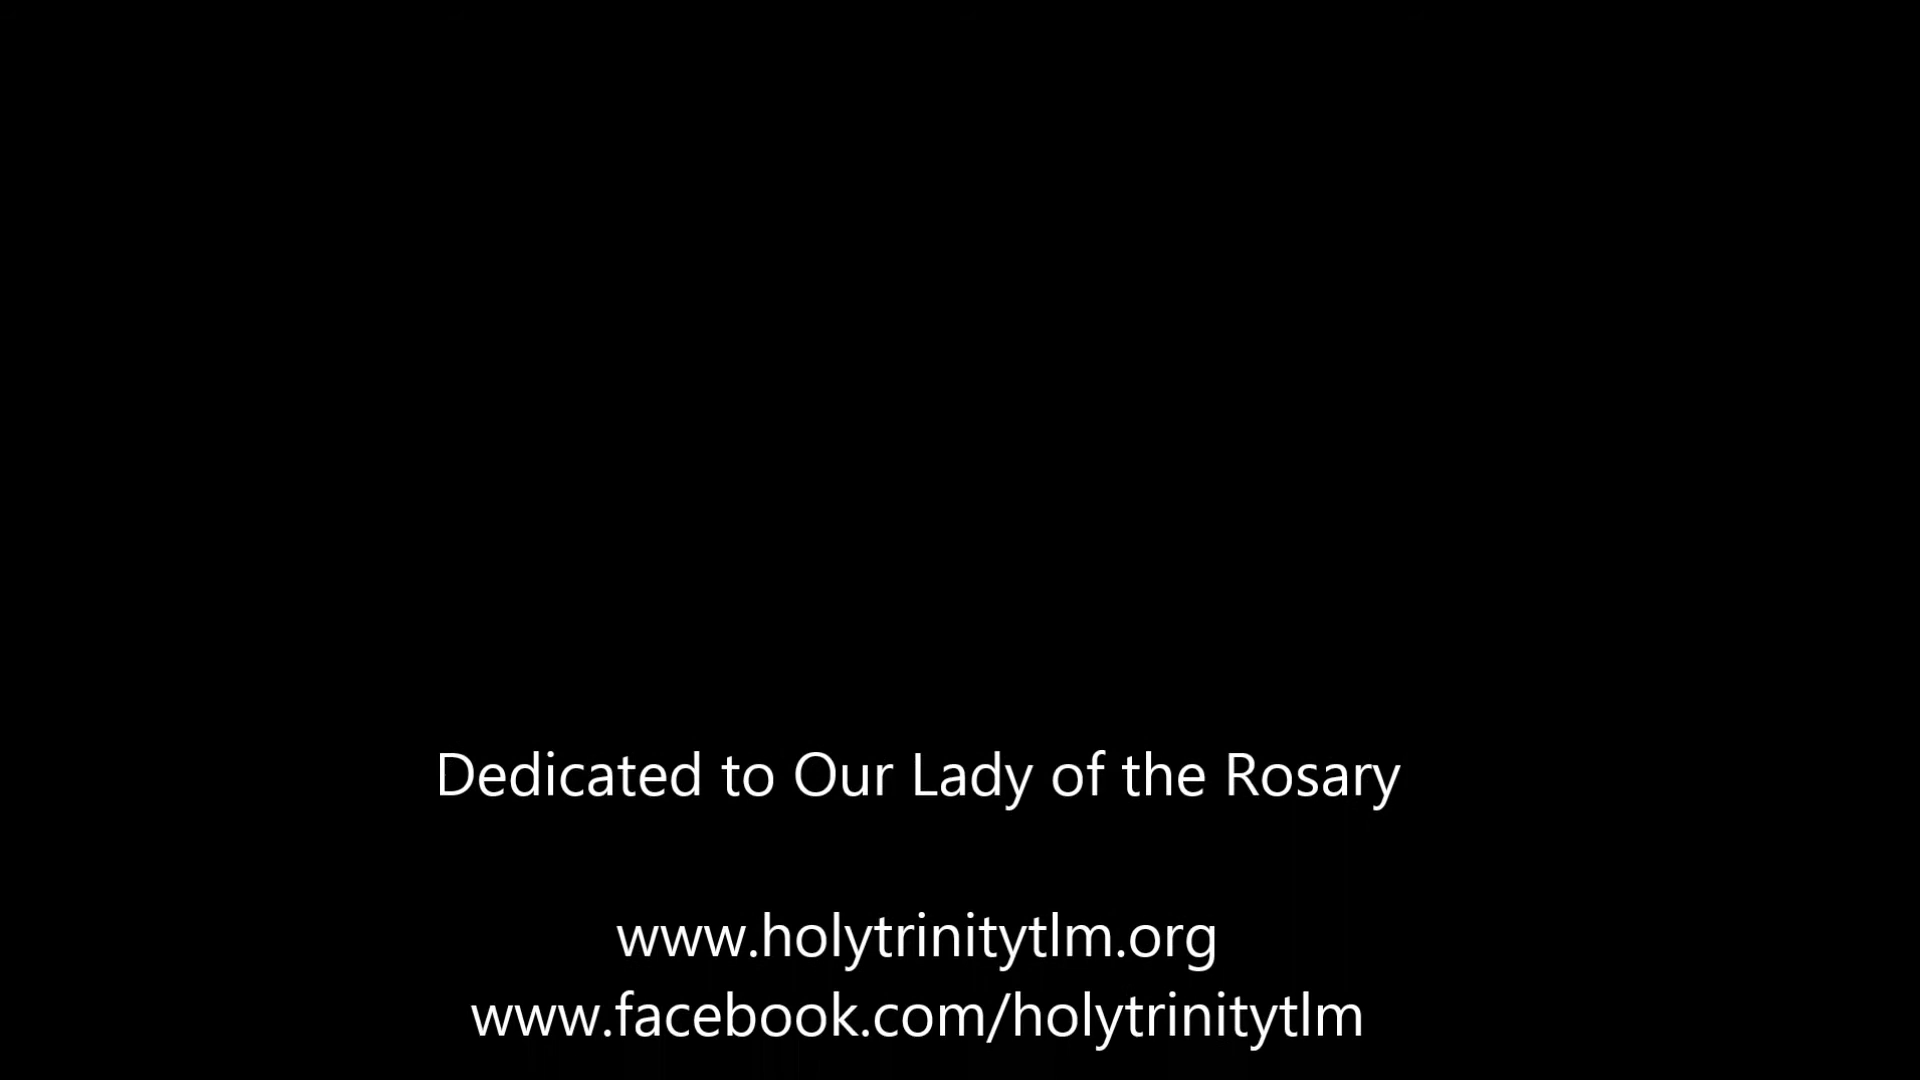 Dedicated to Our Lady of the Rosary
www.holytrinitytlm.org
www.facebook.com/holytrinitytlm